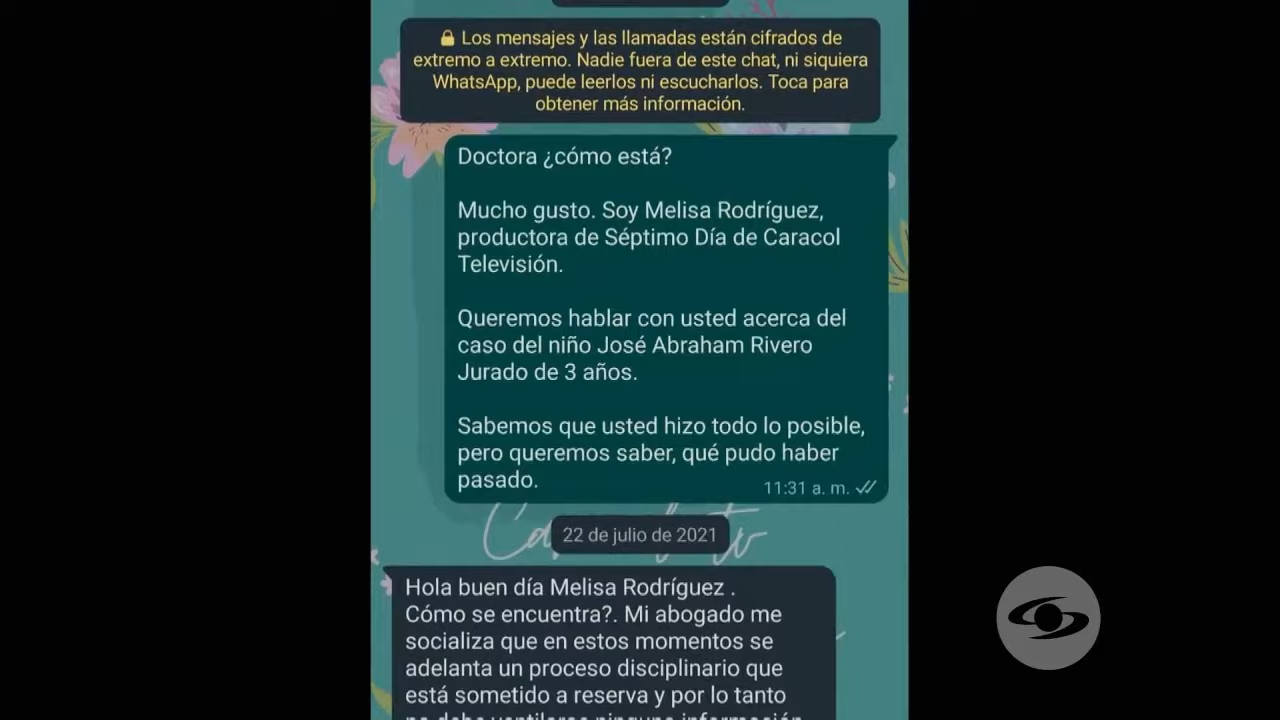 Los mensajes y las llamadas están cifrados de
extremo a extremo. Nadie fuera de este chat, ni siquiera
WhatsApp, puede leerlos ni escucharlos. Toca para
obtener más información.
Doctora ¿cómo está?
Mucho gusto. Soy Melisa Rodríguez,
productora de Séptimo Día de Caracol
Televisión.
Queremos hablar con usted acerca del
caso del niño José Abraham Rivero
Jurado de 3 años.
Sabemos que usted hizo todo lo posible,
pero queremos saber, qué pudo haber
pasado.
11:31 a. m.
22 de julio de 2021
Hola buen día Melisa Rodríguez .
Cómo se encuentra?. Mi abogado me
socializa que en estos momentos se
adelanta un proceso disciplinario que
está sometido a reserva y por lo tanto
no debe ventilarse ninguna información